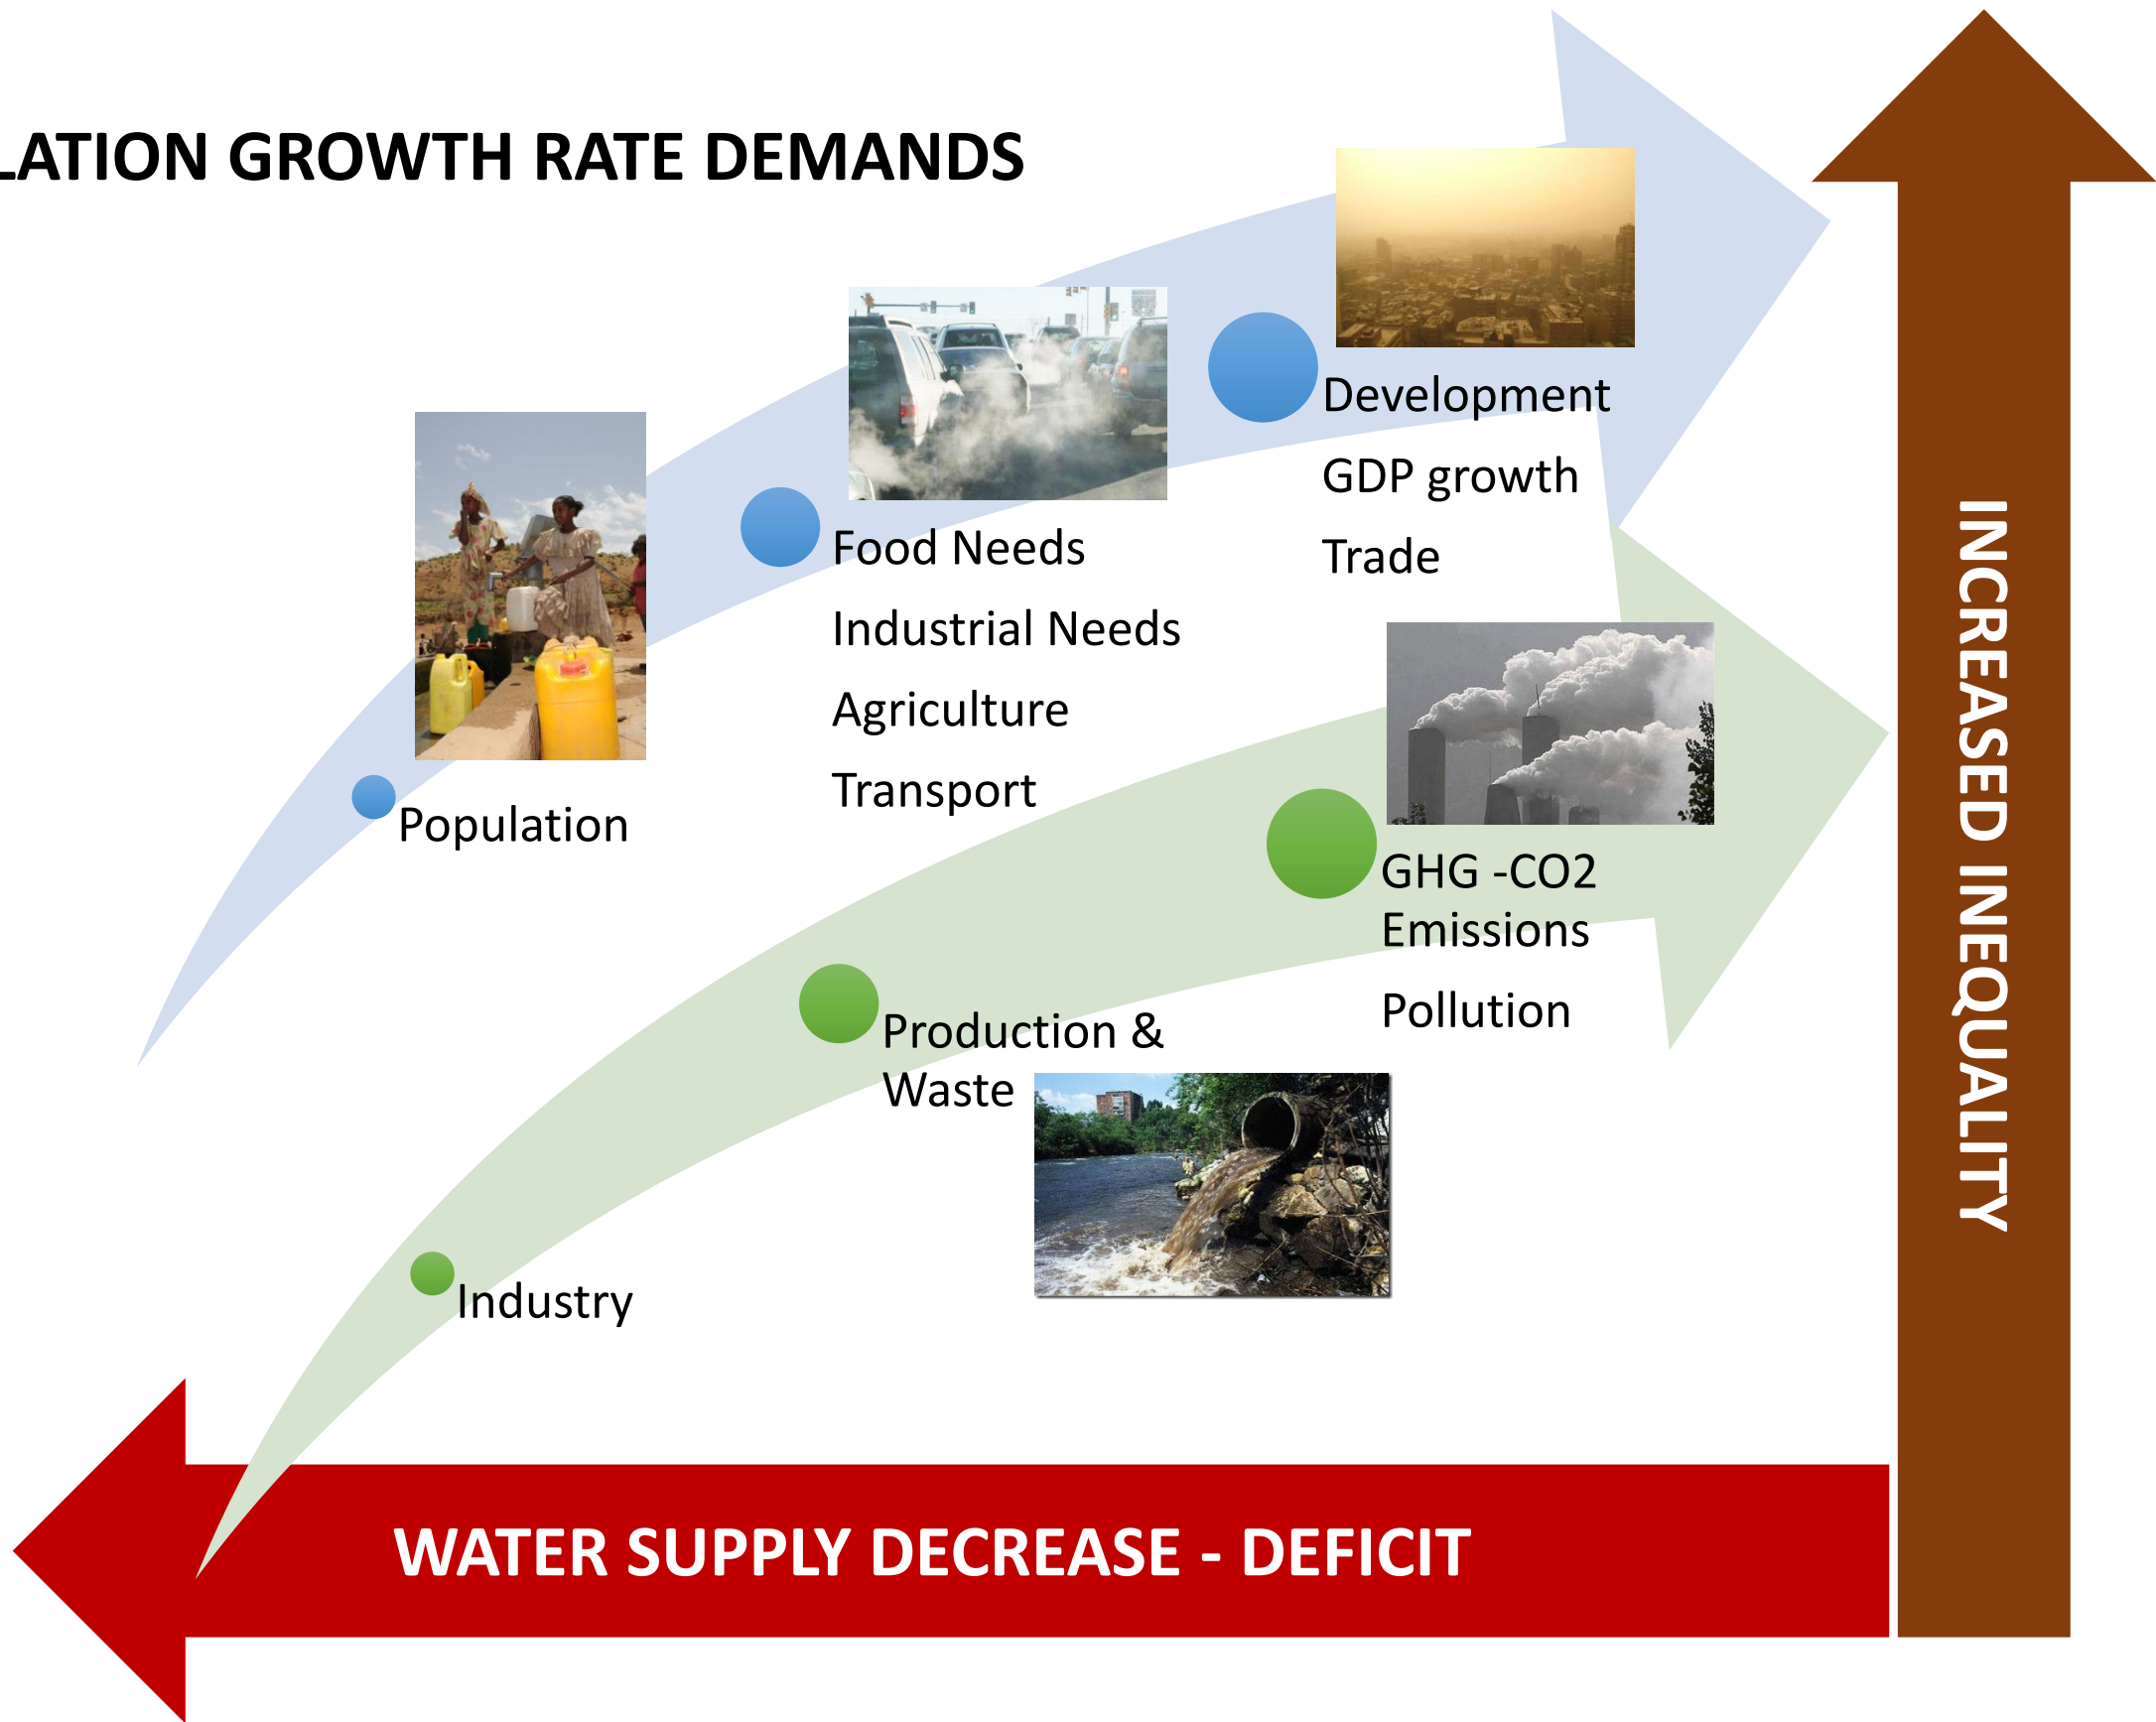 LATION GROWTH RATE DEMANDS
Development
GDP growth
Trade
Food Needs
Industrial Needs
Agriculture
Transport
Population
GHG -CO2
Emissions
Pollution
Production &
Waste
Industry
INCREASED INEQUALITY
WATER SUPPLY DECREASE - DEFICIT